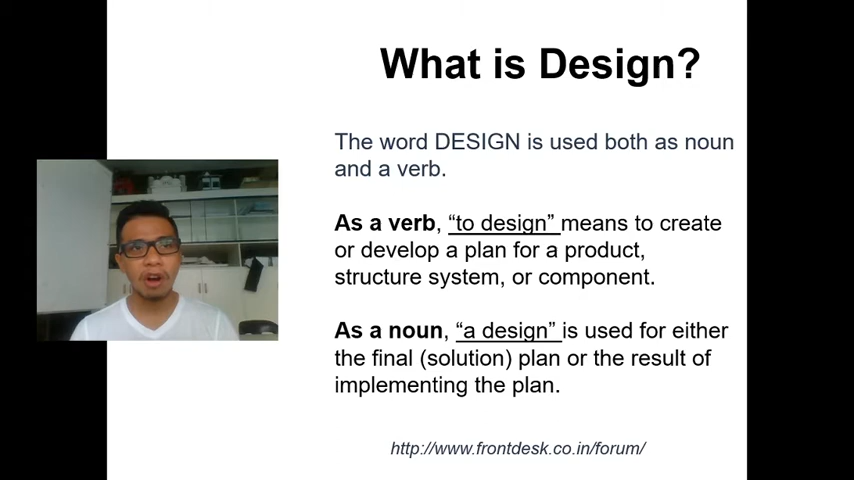 What is Design?
The word DESIGN is used both as noun
and a verb.
As a verb, “to design” means to create
or develop a plan for a product,
structure system, or component.
As a noun, “a design” is used for either
the final (solution) plan or the result of
implementing the plan.
http://www.frontdesk.co.in/forum/